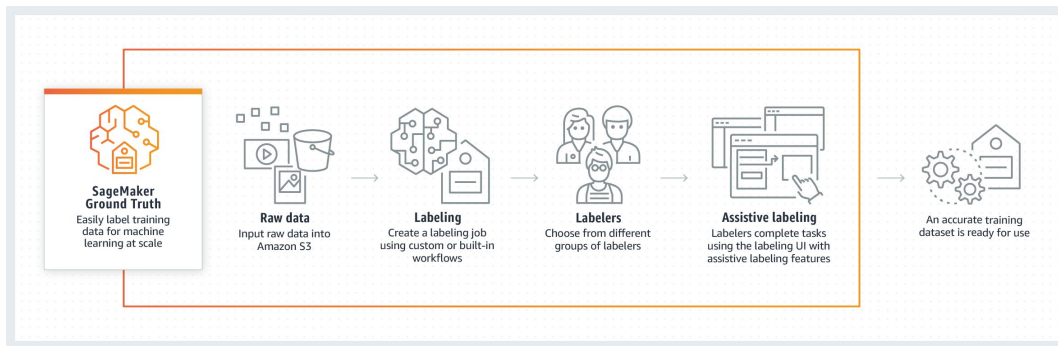 SageMaker
Ground Truth
Easily label training
data for machine
learning at scale
Raw data
Input raw data into
Amazon S3
Labeling
Create a labeling job
using custom or built-in
workflows
Labelers
Choose from different
groups of labelers
Assistive labeling
Labelers complete tasks
using the labeling UI with
assistive labeling features
An accurate training
dataset is ready for use